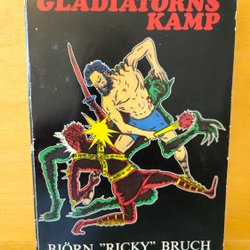 GLADIATORNS
KAMP
BJÖRN "RICKY" BRUCH